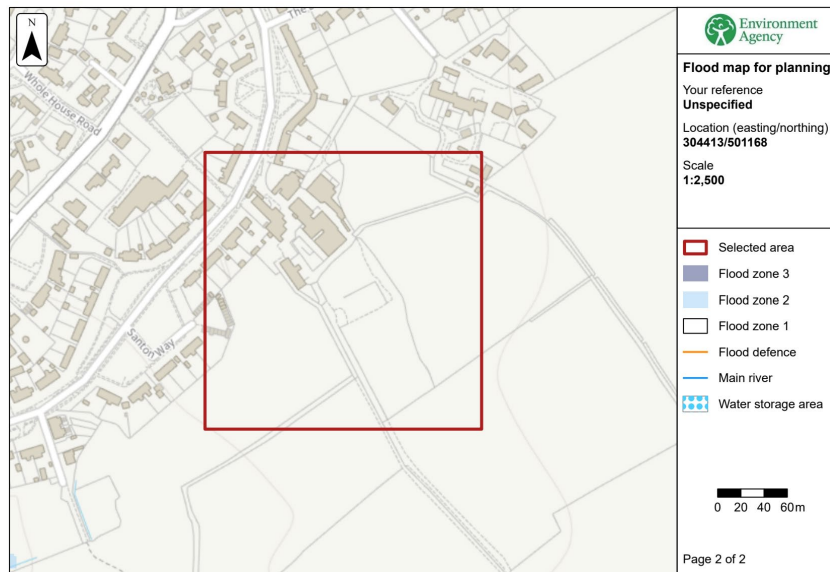 N
The
Whole House Road
Santon Way
Environment
Agency
Flood map for planning
Your reference
Unspecified
Location (easting/northing)
304413/501168
Scale
1:2,500
Selected area
Flood zone 3
Flood zone 2
Flood zone 1
Flood defence
Main river
Water storage area
0 20 40 60m
Page 2 of 2